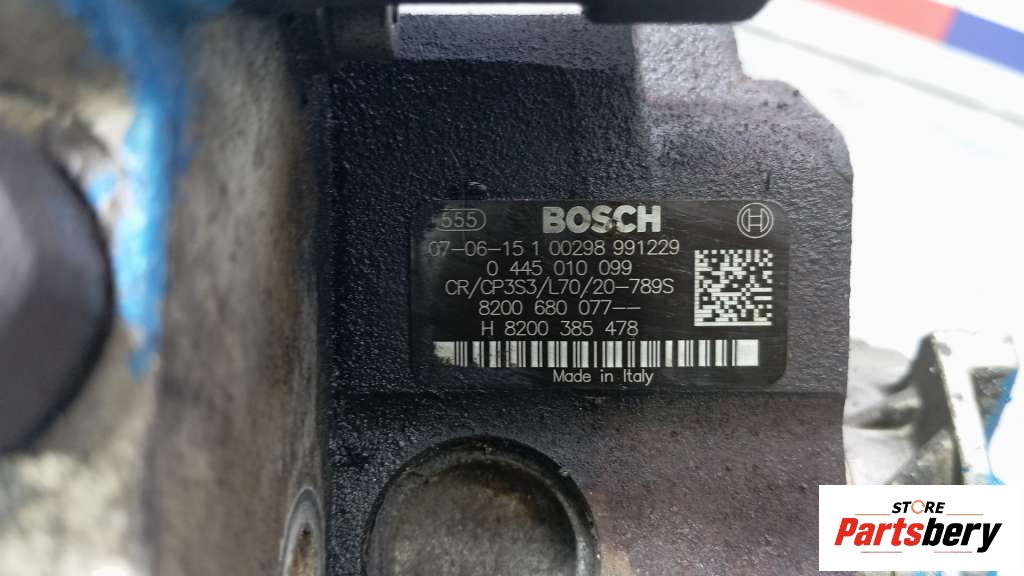 555 BOSCH H
07-06-15 1 00298 991229
0 445 010 099
CR/CP3S3/L70/20-789S
8200 680 077--
H 8200 385 478
Made in Italy
STORE
Partsbery